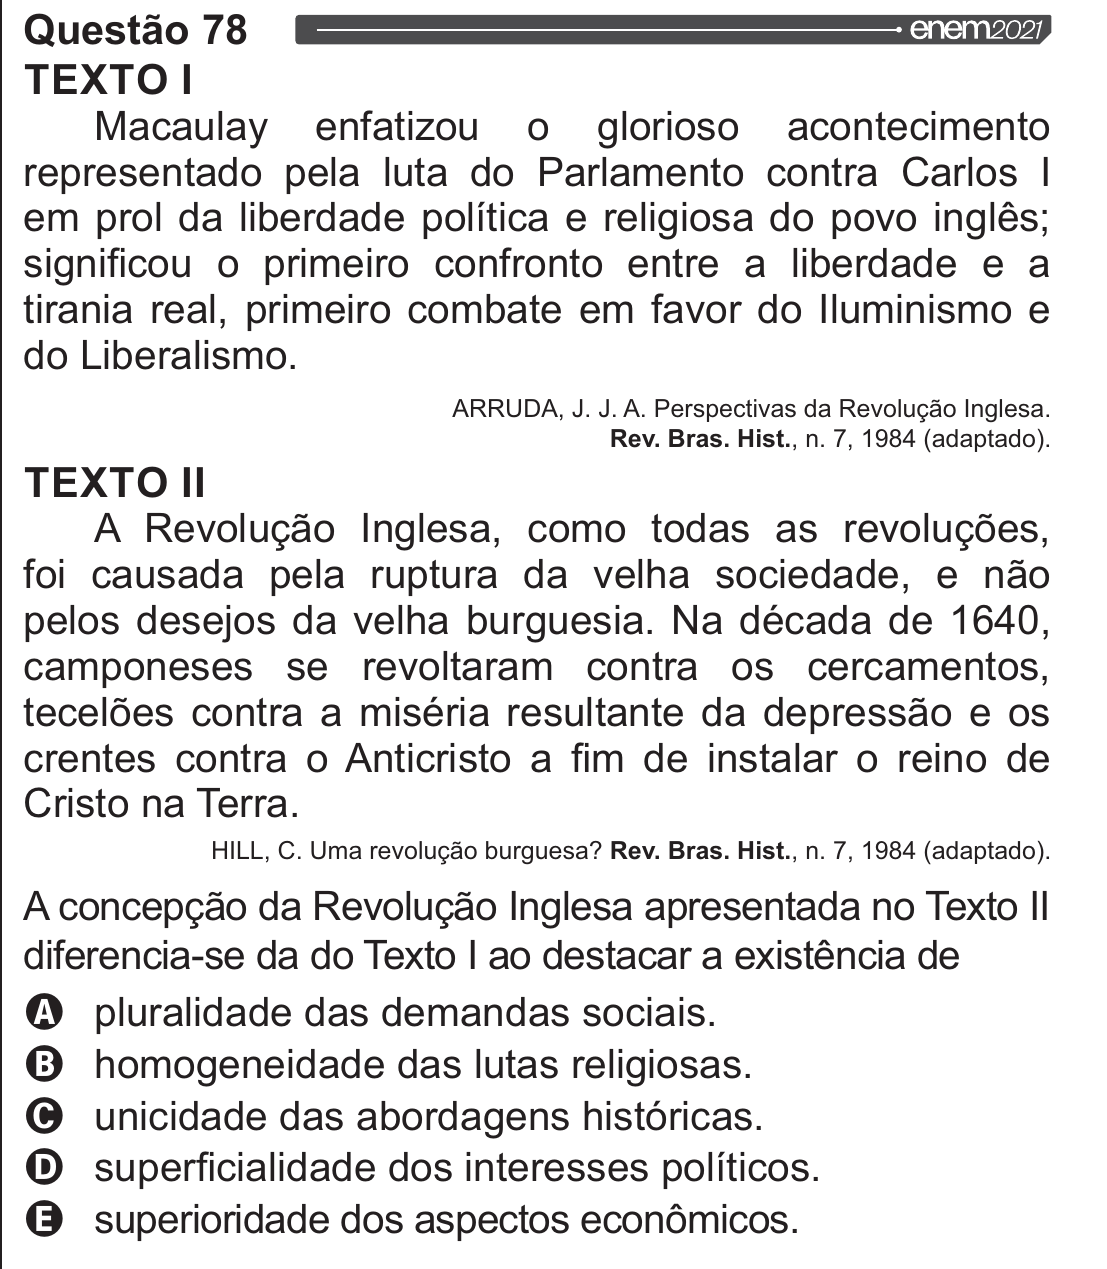 Questão 78
enem2021
TEXTO I
Macaulay enfatizou o glorioso acontecimento
representado pela luta do Parlamento contra Carlos I
em prol da liberdade política e religiosa do povo inglês;
significou o primeiro confronto entre a liberdade e a
tirania real, primeiro combate em favor do Iluminismo e
do Liberalismo.
ARRUDA, J. J. A. Perspectivas da Revolução Inglesa.
Rev. Bras. Hist., n. 7, 1984 (adaptado).
TEXTO II
A Revolução Inglesa, como todas as revoluções,
foi causada pela ruptura da velha sociedade, e não
pelos desejos da velha burguesia. Na década de 1640,
camponeses se revoltaram contra os cercamentos,
tecelões contra a miséria resultante da depressão e os
crentes contra o Anticristo a fim de instalar o reino de
Cristo na Terra.
HILL, C. Uma revolução burguesa? Rev. Bras. Hist., n. 7, 1984 (adaptado).
A concepção da Revolução Inglesa apresentada no Texto II
diferencia-se da do Texto I ao destacar a existência de
A pluralidade das demandas sociais.
B homogeneidade das lutas religiosas.
C unicidade das abordagens históricas.
D superficialidade dos interesses políticos.
E superioridade dos aspectos econômicos.